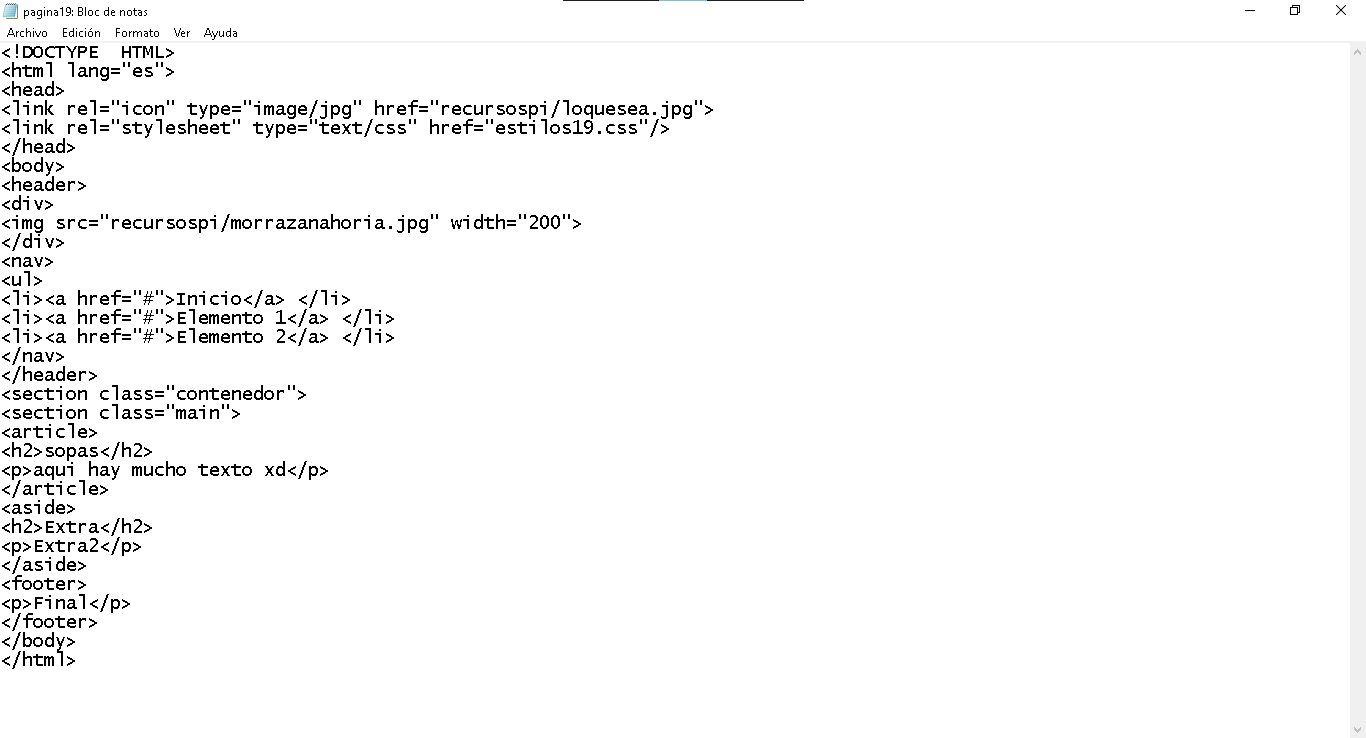 pagina19: Bloc de notas
Archivo Edición Formato Ver Ayuda
<!DOCTYPE  HTML>
<html lang="es">
<head>
<link rel="icon" type="image/jpg" href="recursospi/loquesea.jpg">
<link rel="stylesheet" type="text/css" href="estilos19.css"/>
</head>
<body>
<header>
<div>
<img src="recursospi/morrazanahoria.jpg" width="200">
</div>
<nav>
<ul>
<li><a href="#">Inicio</a> </li>
<li><a href="#">Elemento 1</a> </li>
<li><a href="#">Elemento 2</a> </li>
</nav>
</header>
<section class="contenedor">
<section class="main">
<article>
<h2>sopas</h2>
<p>aqui hay mucho texto xd</p>
</article>
<aside>
<h2>Extra</h2>
<p>Extra2</p>
</aside>
<footer>
<p>Final</p>
</footer>
</body>
</html>